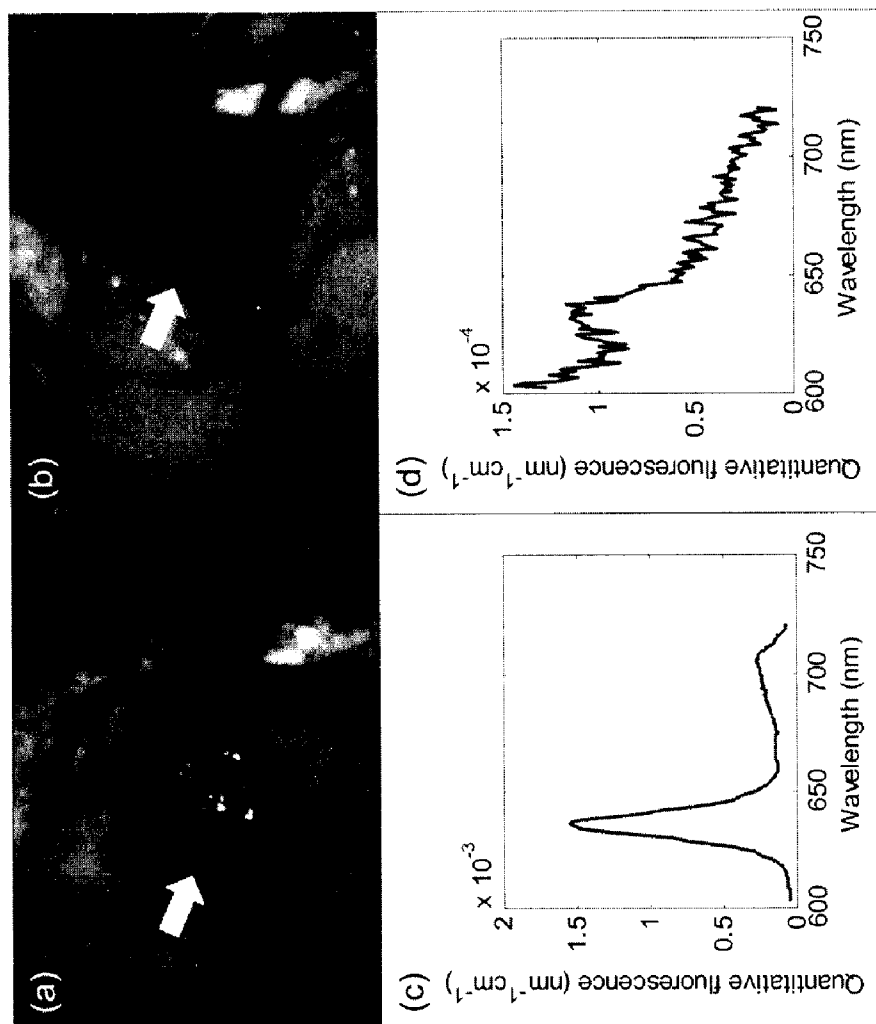 (a)
(b)
(c)
x 10-3
2
1.5
1
0.5
0
600
650
700
750
Wavelength (nm)
Quantitative fluorescence (nm-1cm-1)
(d)
x 10-4
1.5
1
0.5
0
600
650
700
750
Wavelength (nm)
Quantitative fluorescence (nm-1cm-1)